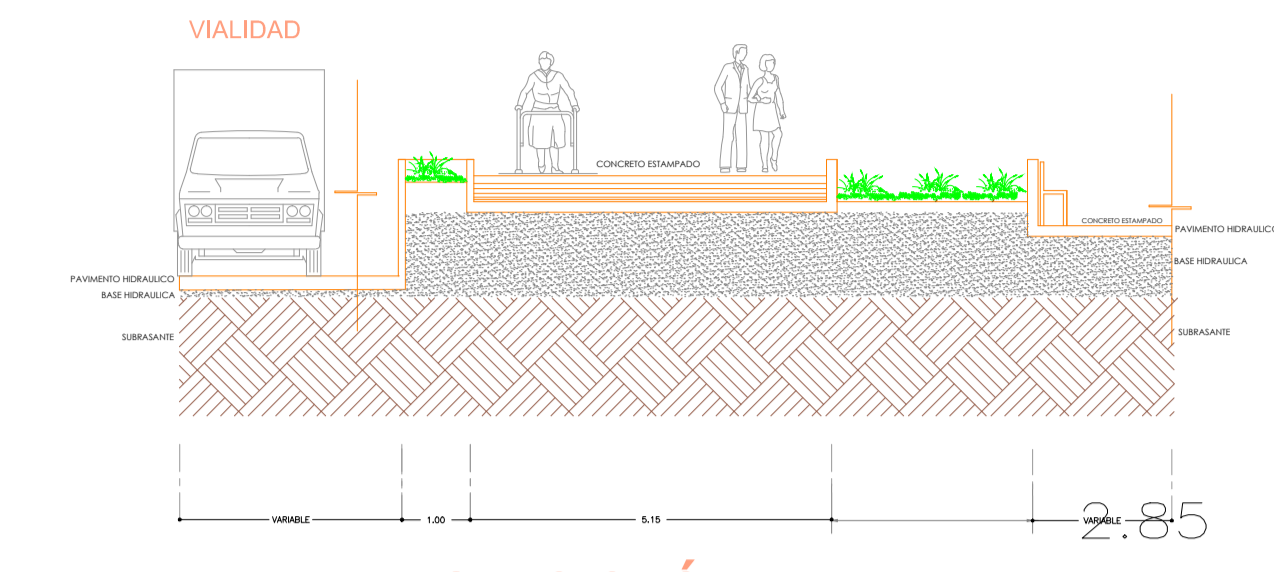 VIALIDAD
CONCRETO ESTAMPADO
CONCRETO ESTAMPADO
PAVIMENTO HIDRAULICO
BASE HIDRAULICA
PAVIMENTO HIDRAULICO
BASE HIDRAULICA
SUBRASANTE
SUBRASANTE
VARIABLE
1.00
5.15
VARIABLE
2.85